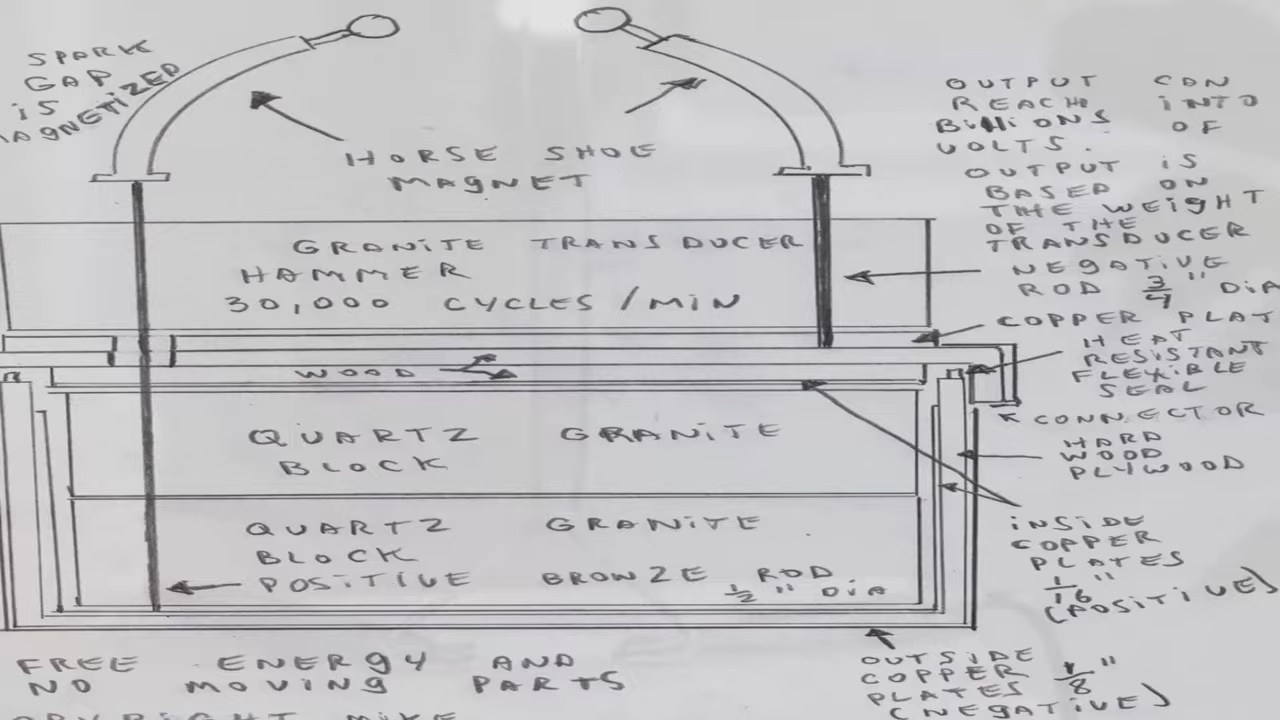 SPARK
GAP
iS
MAGNETiZED
HORSE SHOE
MAGNET
GRANiTE TRANSDUCER
HAMMER
30,000 CYCLES/MiN
WOOD
QUARTZ GRANiTE
BLOCK
QUARTZ GRANiTE
BLOCK
POSiTiVE BRONZE ROD
1/2" DiA
FREE ENERGY AND
NO MOViNG PARTS
COPYRiGHT MiKE
OUTPUT CAN
REACH iNTO
BiLLiONS OF
VOLTS.
OUTPUT iS
BASED ON
THE WEiGHT
OF THE
TRANSDUCER
NEGATiVE
ROD 3/4" DiA
COPPER PLAT
HEAT
RESiSTANT
FLEXiBLE
SEAL
CONNECTOR
HARD
WOOD
PLYWOOD
iNSiDE
COPPER
PLATES
1/16"
(POSiTiVE)
OUTSiDE
COPPER 1/8"
PLATES
(NEGATiVE)